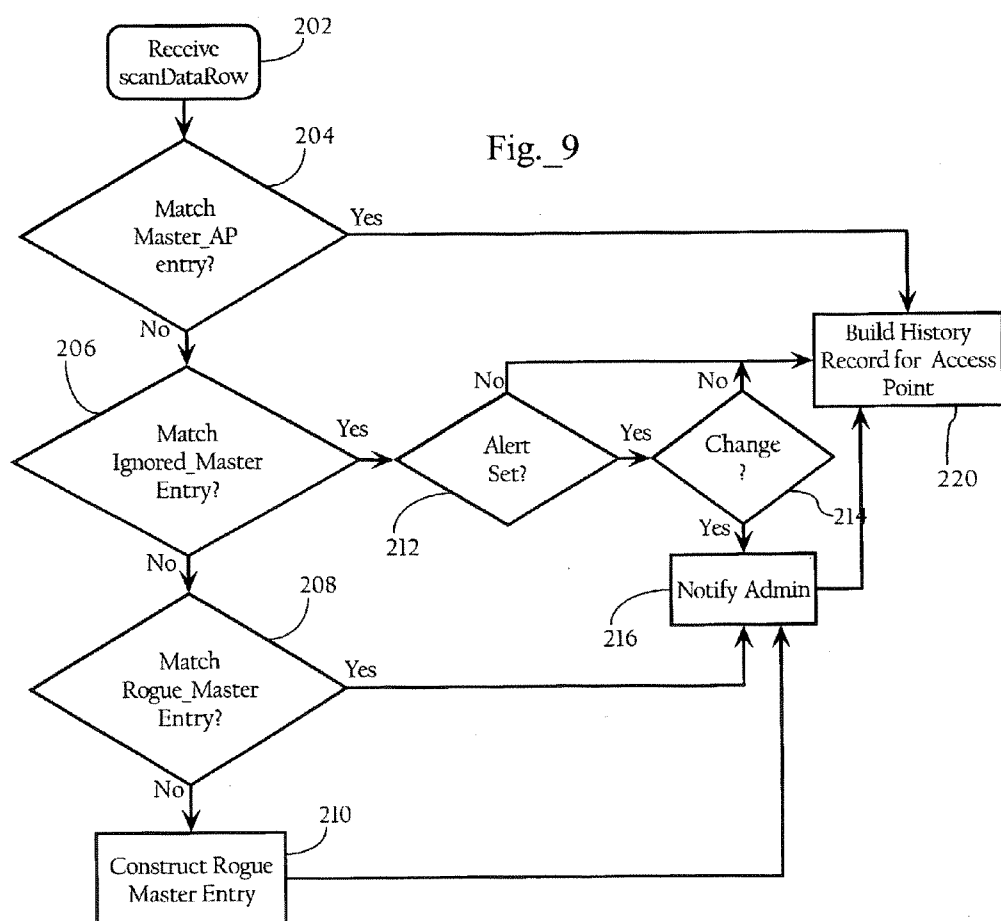 Receive
scanDataRow
202
Fig._9
204
Match
Master_AP
entry?
Yes
No
206
Match
Ignored_Master
Entry?
Yes
No
Alert
Set?
212
No
Yes
Change
?
214
No
Yes
Build History
Record for Access
Point
220
Notify Admin
216
208
Match
Rogue_Master
Entry?
Yes
No
210
Construct Rogue
Master Entry